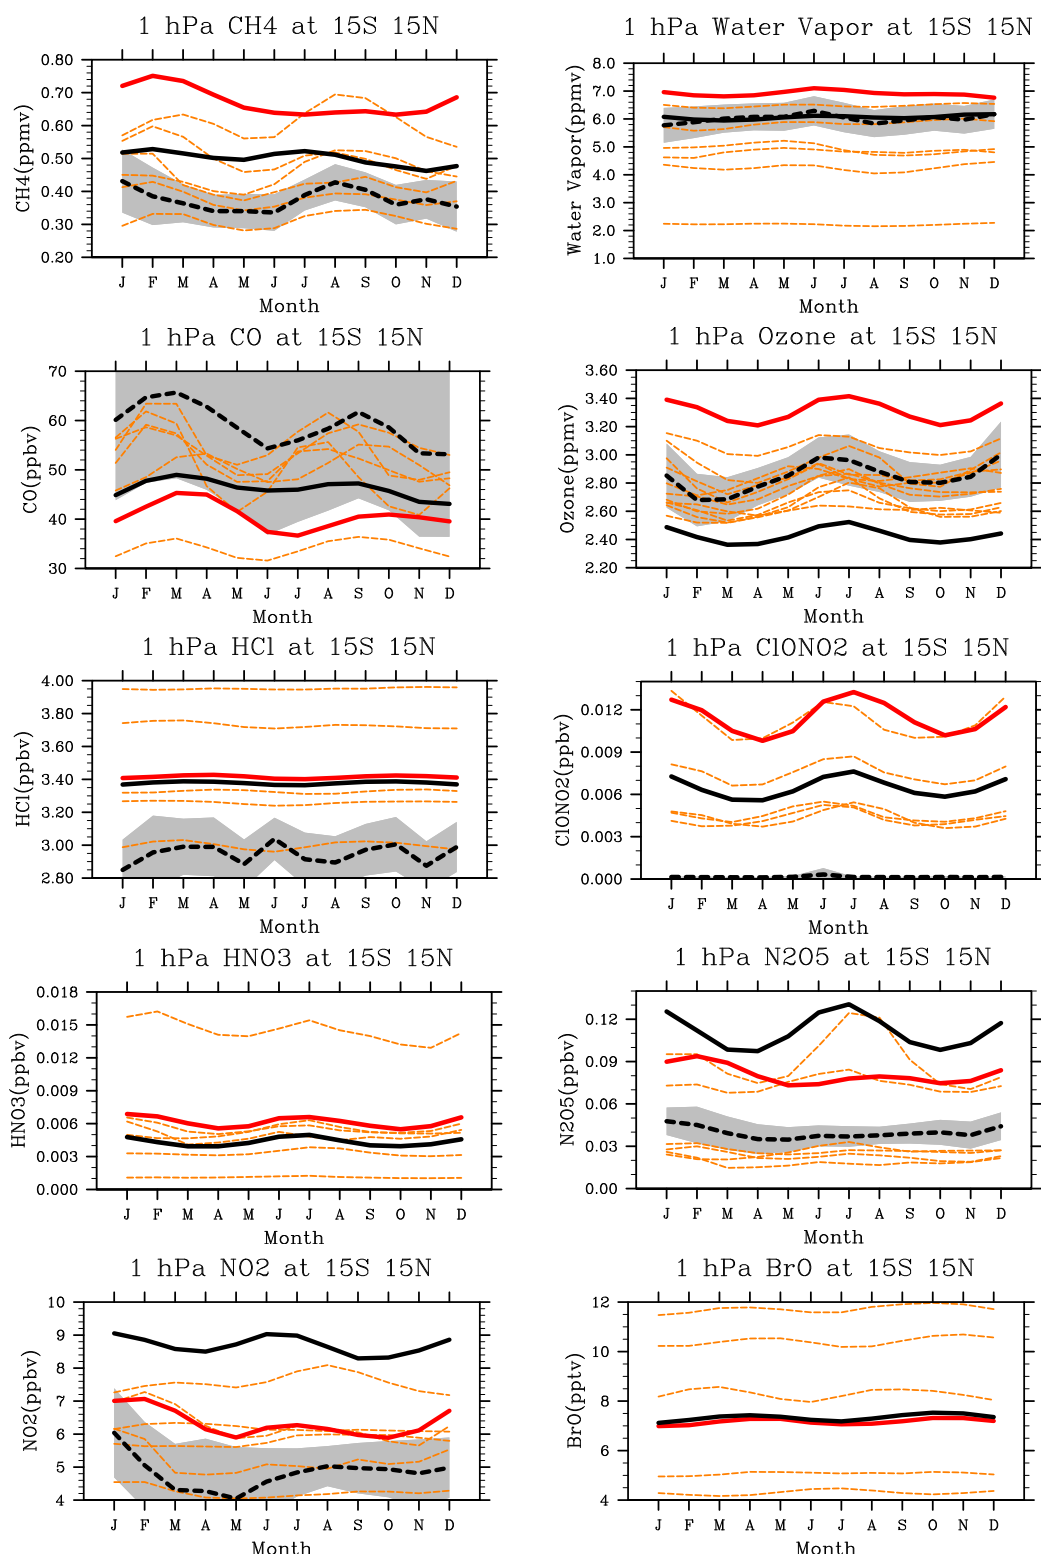 1 hPa CH4 at 15S 15N
CH4(ppmv)
0.80
0.70
0.60
0.50
0.40
0.30
0.20
J F M A M J J A S O N D
Month
1 hPa Water Vapor at 15S 15N
Water Vapor(ppmv)
8.0
7.0
6.0
5.0
4.0
3.0
2.0
1.0
J F M A M J J A S O N D
Month
1 hPa CO at 15S 15N
CO(ppbv)
70
60
50
40
30
J F M A M J J A S O N D
Month
1 hPa Ozone at 15S 15N
Ozone(ppmv)
3.60
3.40
3.20
3.00
2.80
2.60
2.40
2.20
J F M A M J J A S O N D
Month
1 hPa HCl at 15S 15N
HCl(ppbv)
4.00
3.80
3.60
3.40
3.20
3.00
2.80
J F M A M J J A S O N D
Month
1 hPa ClONO2 at 15S 15N
ClONO2(ppbv)
0.012
0.009
0.006
0.003
0.000
J F M A M J J A S O N D
Month
1 hPa HNO3 at 15S 15N
HNO3(ppbv)
0.018
0.015
0.012
0.009
0.006
0.003
0.000
J F M A M J J A S O N D
Month
1 hPa N2O5 at 15S 15N
N2O5(ppbv)
0.12
0.09
0.06
0.03
0.00
J F M A M J J A S O N D
Month
1 hPa NO2 at 15S 15N
NO2(ppbv)
10
9
8
7
6
5
4
J F M A M J J A S O N D
Month
1 hPa BrO at 15S 15N
BrO(pptv)
12
10
8
6
4
J F M A M J J A S O N D
Month